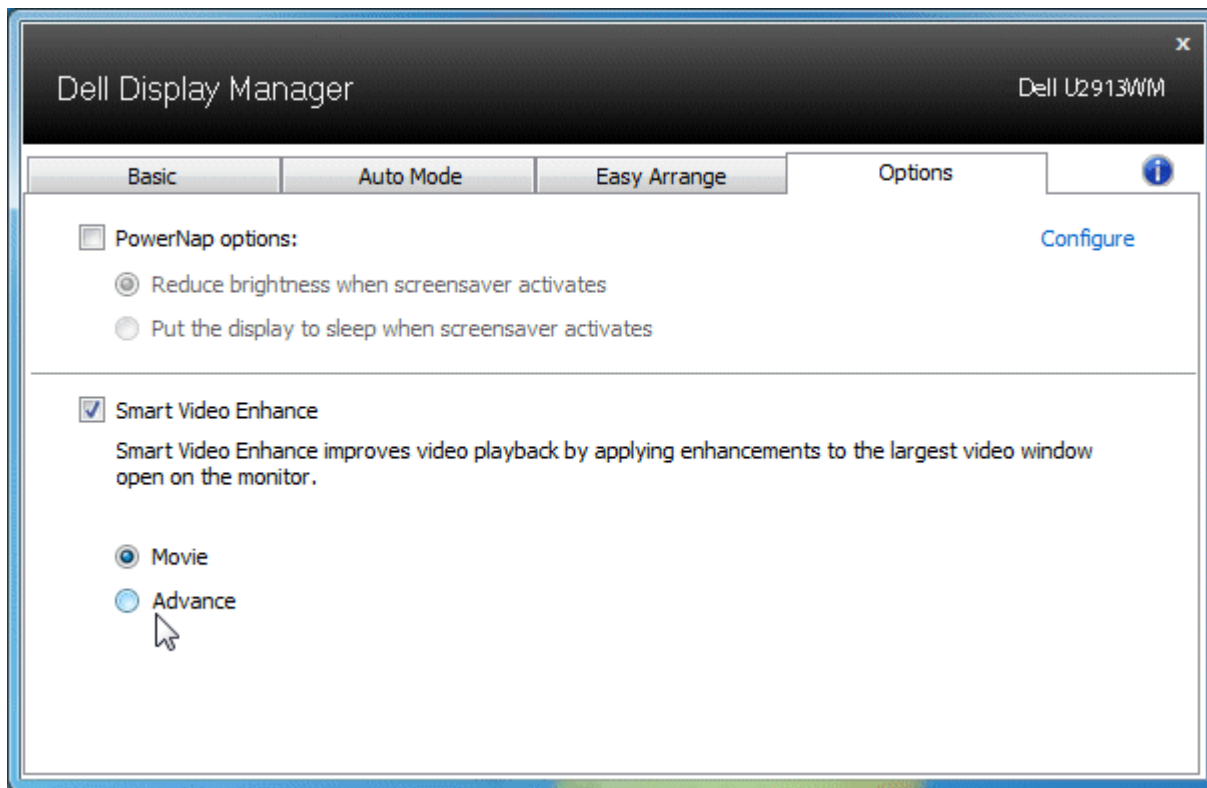 x
Dell Display Manager
Dell U2913WM
Basic
Auto Mode
Easy Arrange
Options
i
PowerNap options:
Configure
Reduce brightness when screensaver activates
Put the display to sleep when screensaver activates
Smart Video Enhance
Smart Video Enhance improves video playback by applying enhancements to the largest video window
open on the monitor.
Movie
Advance